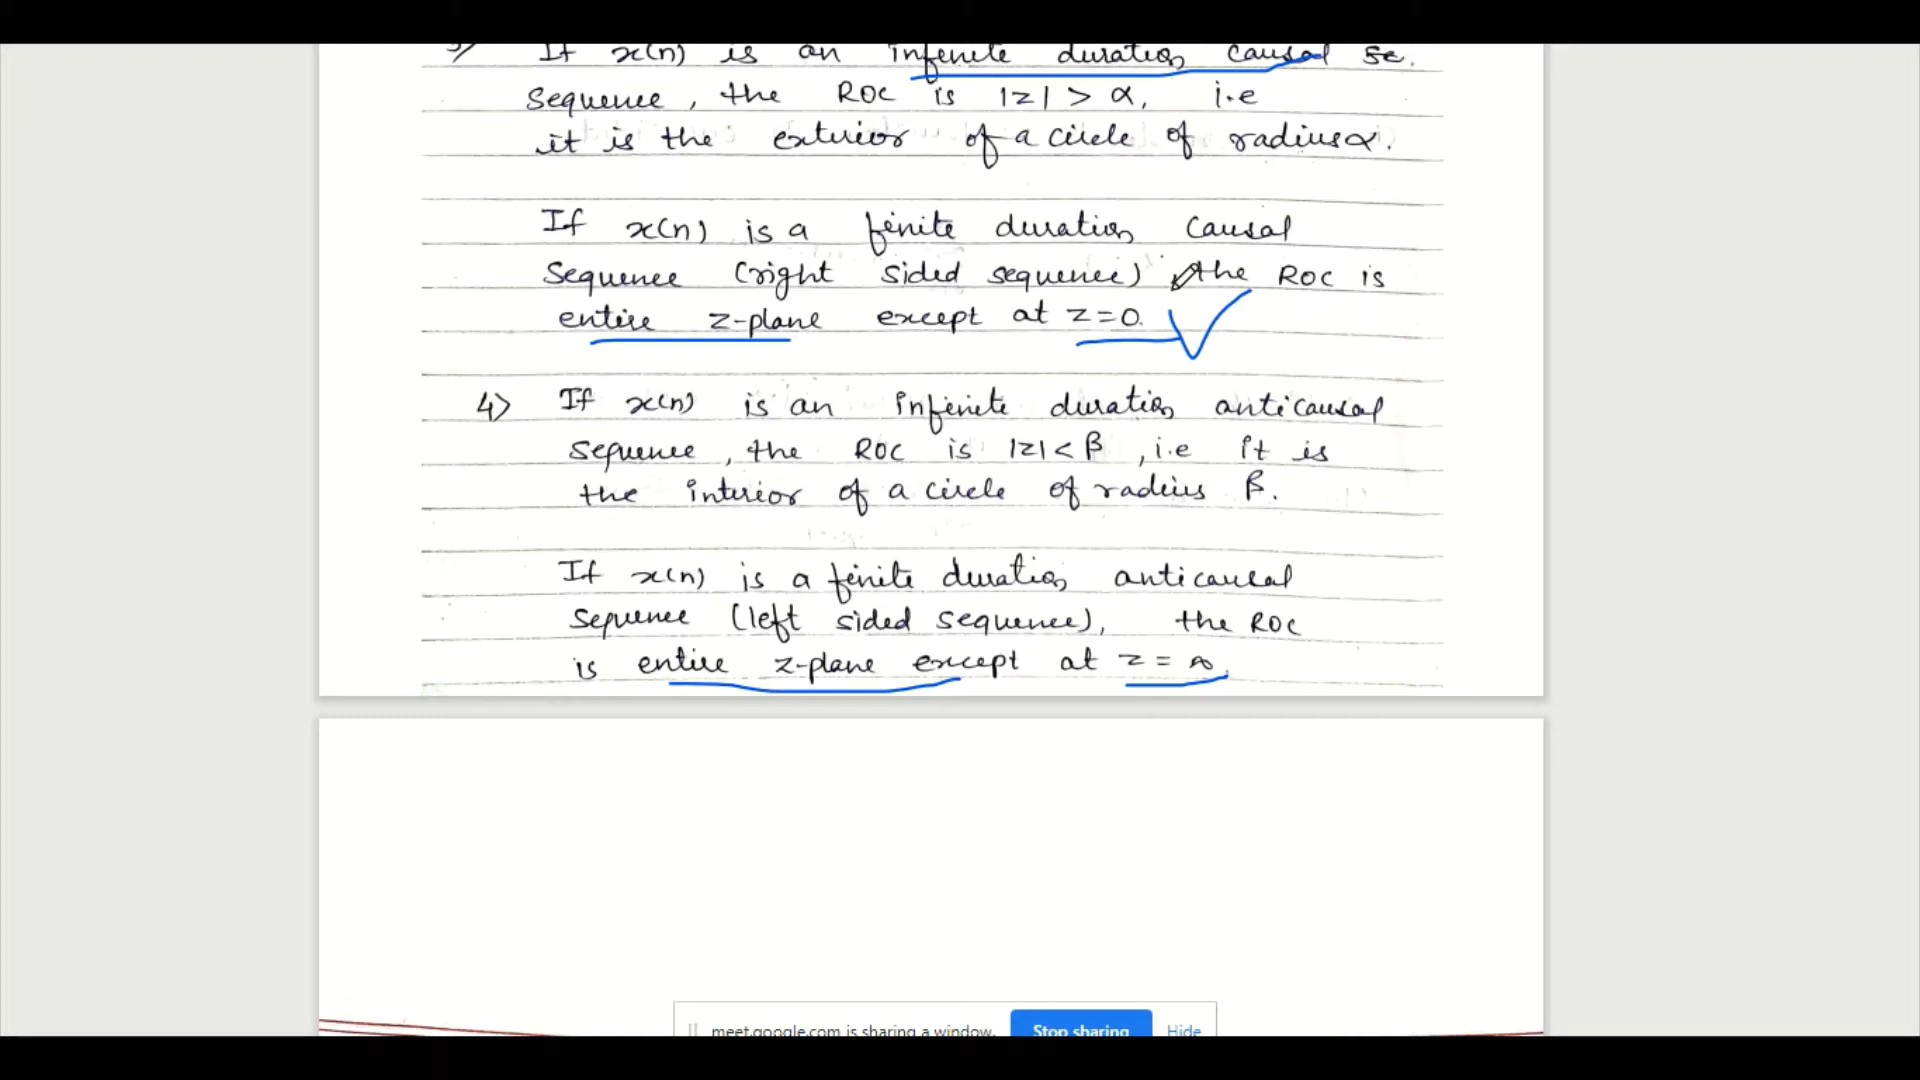 3) If x(n) is an infinite duration causal se.
sequence, the ROC is |z| > α, i.e
it is the exterior of a circle of radius α.
If x(n) is a finite duration causal
sequence (right sided sequence) the ROC is
entire z-plane except at z=0.
4) If x(n) is an infinite duration anticausal
sequence, the ROC is |z| < β, i.e it is
the interior of a circle of radius β.
If x(n) is a finite duration anticausal
sequence (left sided sequence), the ROC
is entire z-plane except at z = ∞.
meet.google.com is sharing a window. Stop sharing Hide